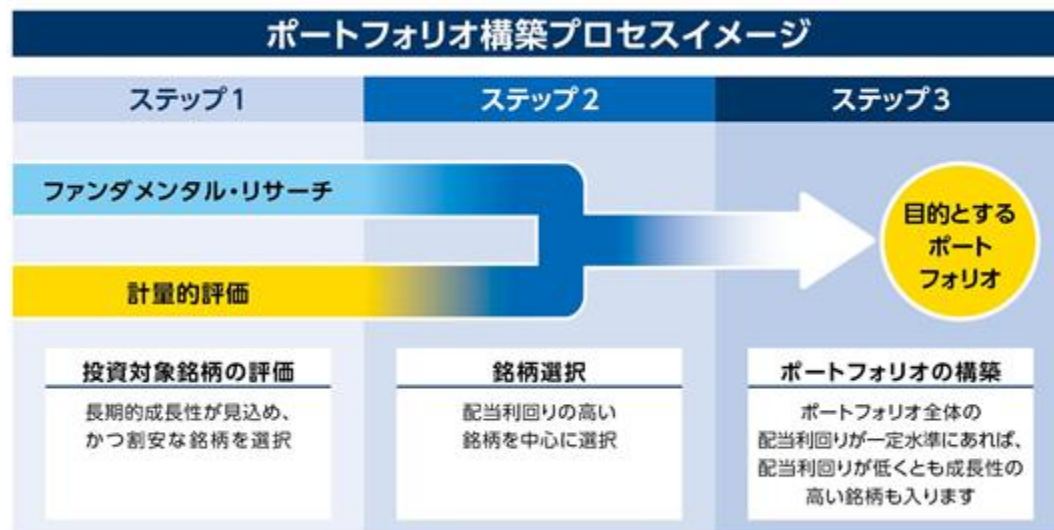 ポートフォリオ構築プロセスイメージ
ステップ1
ステップ2
ステップ3
ファンダメンタル・リサーチ
計量的評価
目的とする
ポート
フォリオ
投資対象銘柄の評価
長期的成長性が見込め、
かつ割安な銘柄を選択
銘柄選択
配当利回りの高い
銘柄を中心に選択
ポートフォリオの構築
ポートフォリオ全体の
配当利回りが一定水準にあれば、
配当利回りが低くとも成長性の
高い銘柄も入ります